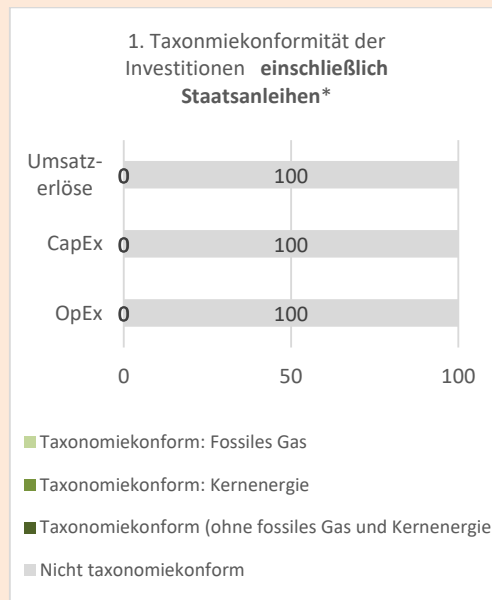 1. Taxonmiekonformität der
Investitionen einschließlich
Staatsanleihen*
Umsatz-
erlöse
0
100
CapEx
0
100
OpEx
0
100
0
50
100
Taxonomiekonform: Fossiles Gas
Taxonomiekonform: Kernenergie
Taxonomiekonform (ohne fossiles Gas und Kernenergie
Nicht taxonomiekonform